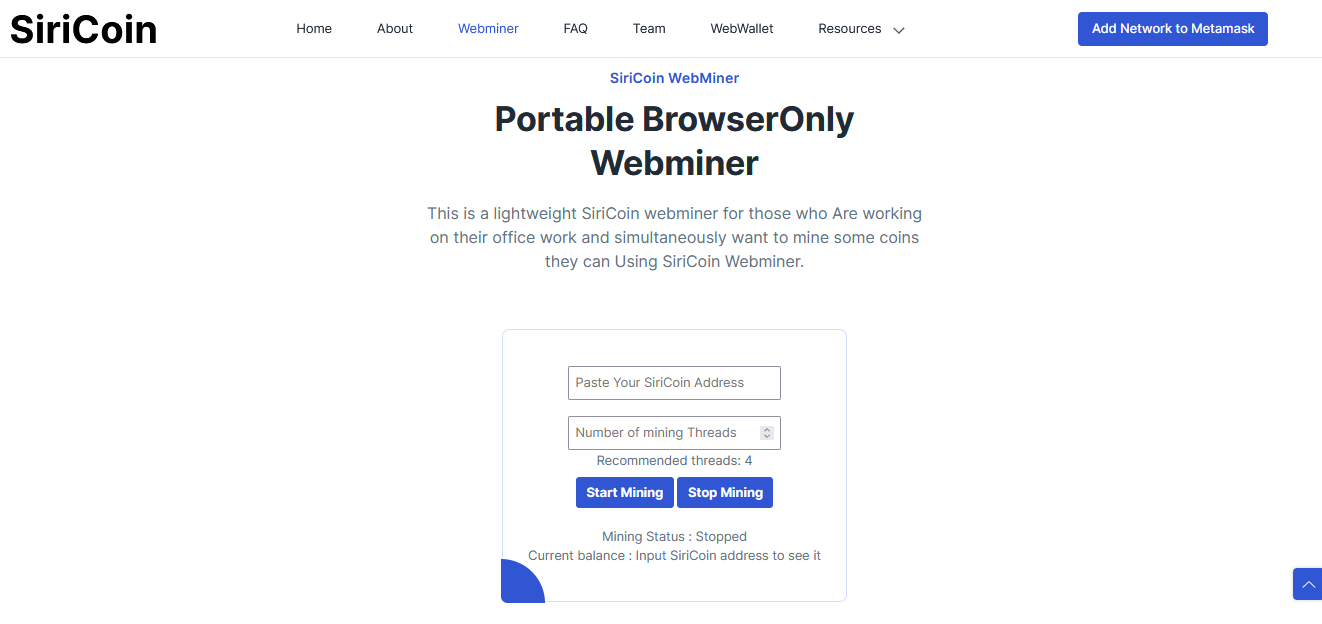 SiriCoin
Home About Webminer FAQ Team WebWallet Resources Add Network to Metamask
SiriCoin WebMiner
Portable BrowserOnly
Webminer
This is a lightweight SiriCoin webminer for those who Are working
on their office work and simultaneously want to mine some coins
they can Using SiriCoin Webminer.
Paste Your SiriCoin Address
Number of mining Threads
Recommended threads: 4
Start Mining Stop Mining
Mining Status : Stopped
Current balance : Input SiriCoin address to see it